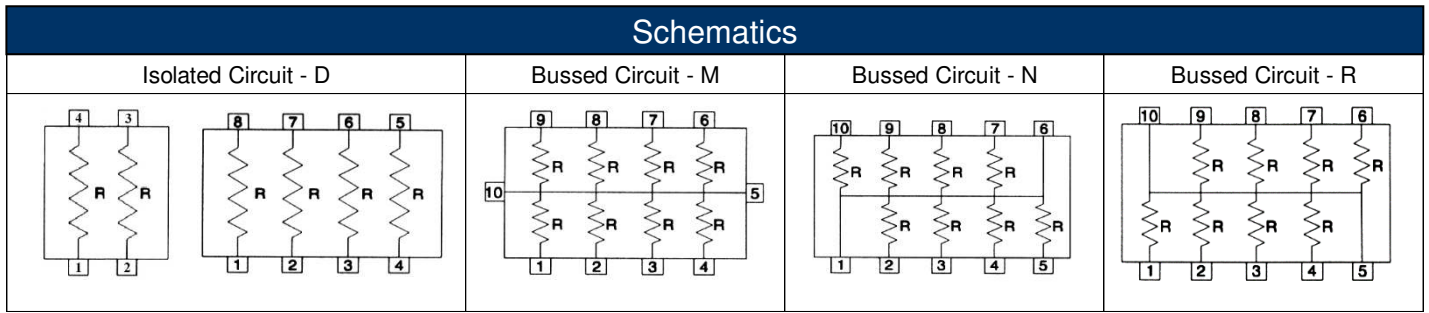 Schematics
Isolated Circuit - D
Bussed Circuit - M
Bussed Circuit - N
Bussed Circuit - R
4 3
R R
1 2
8 7 6 5
R R R R
1 2 3 4
9 8 7 6
R R R R
10 5
R R R R
1 2 3 4
10 9 8 7 6
R R R R
R R R R
1 2 3 4 5
10 9 8 7 6
R R R R
R R R R
1 2 3 4 5